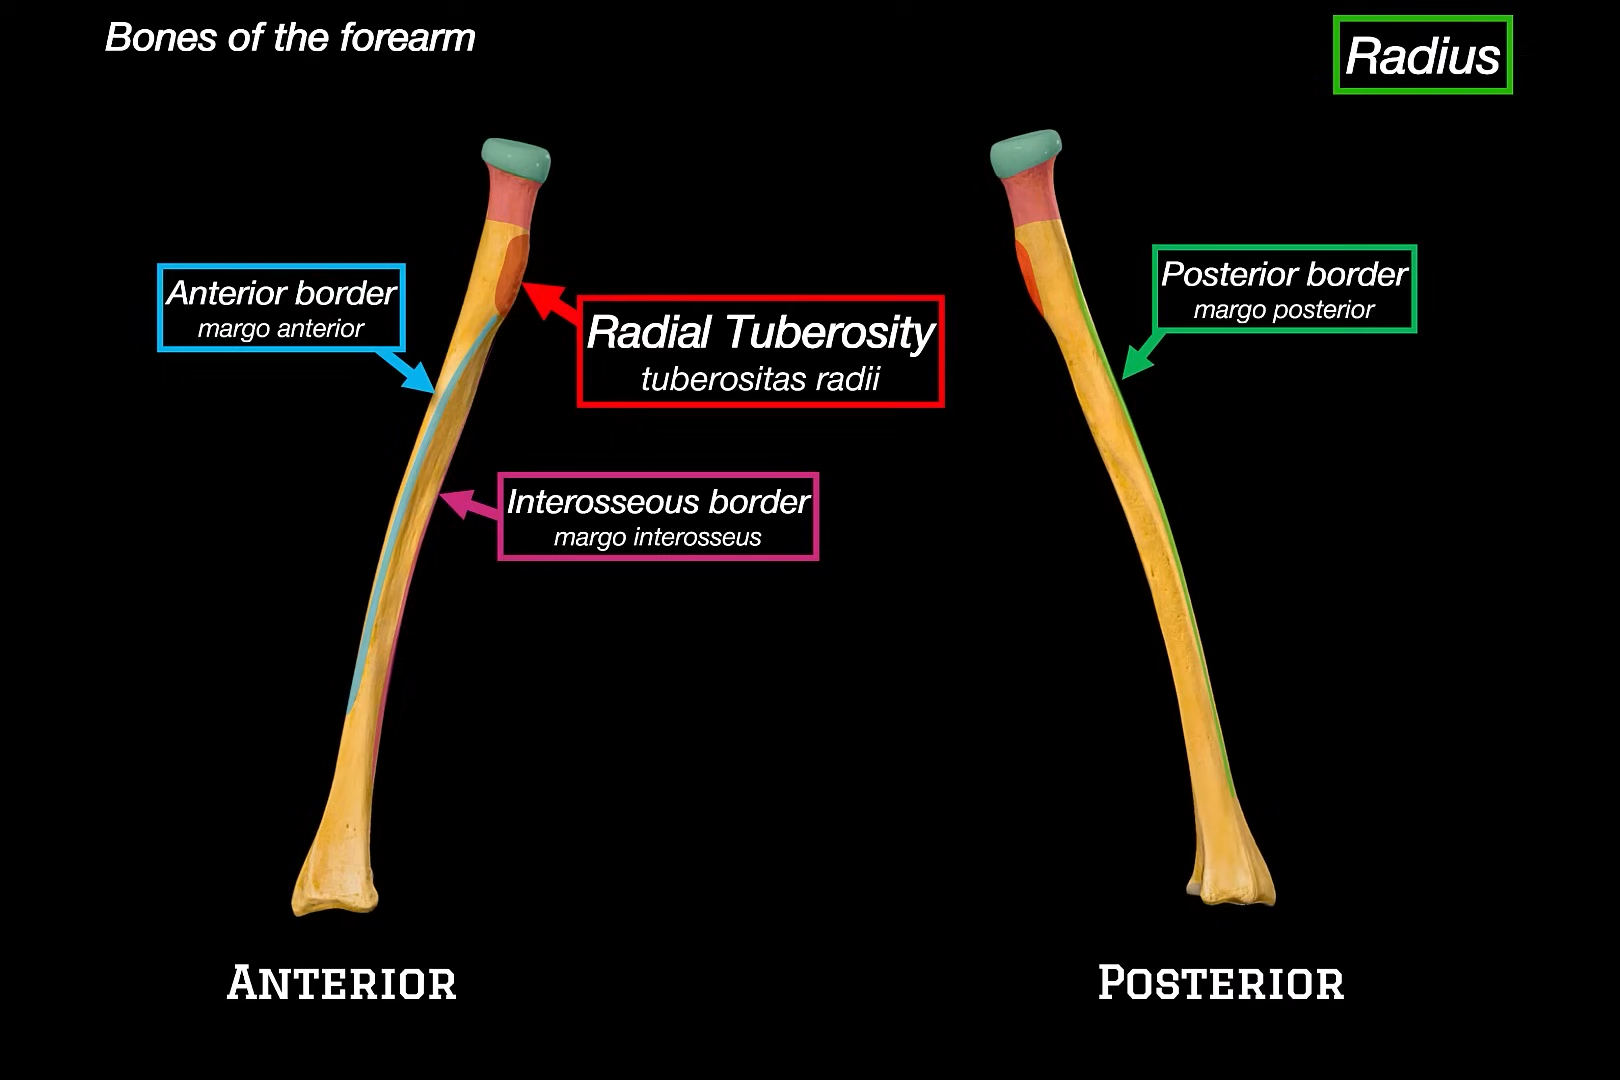 Bones of the forearm
Radius
Anterior border
margo anterior
Radial Tuberosity
tuberositas radii
Interosseous border
margo interosseus
Posterior border
margo posterior
ANTERIOR
POSTERIOR